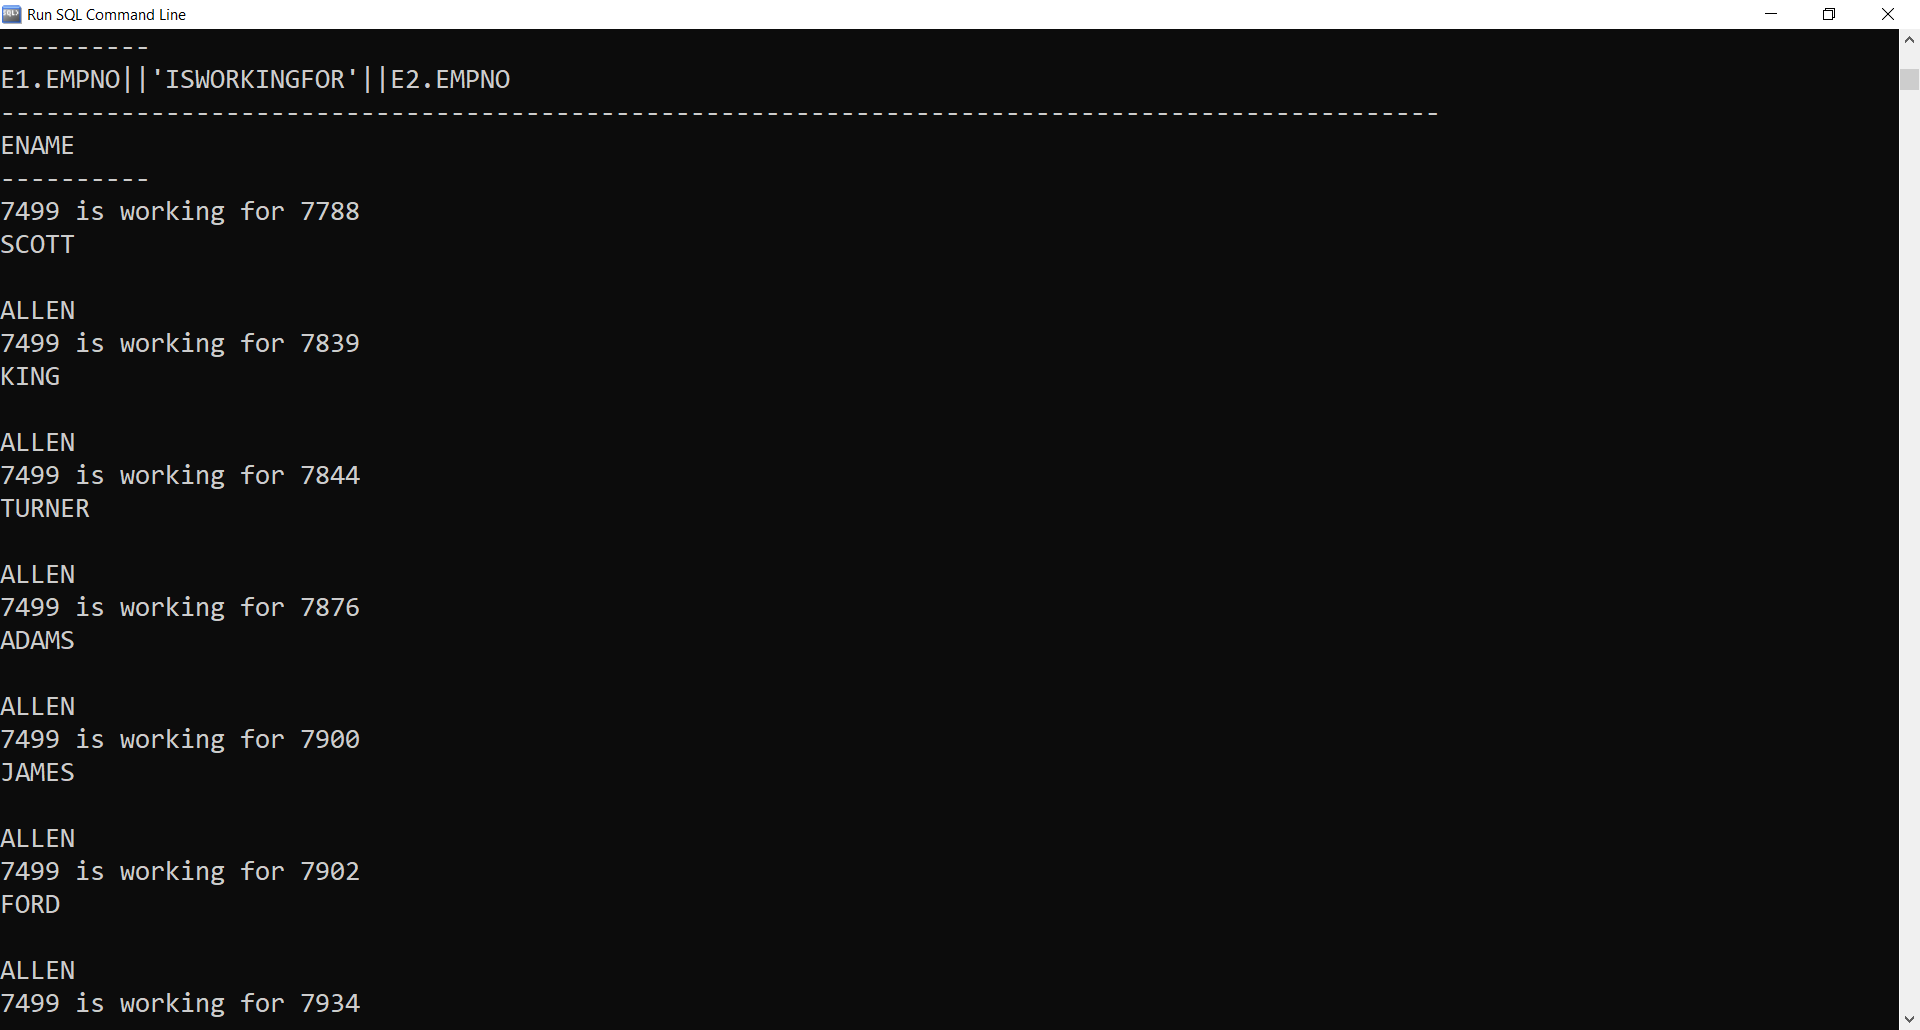 Run SQL Command Line
----------
E1.EMPNO||'ISWORKINGFOR'||E2.EMPNO
------------------------------------------------------------------------------------------------
ENAME
----------
7499 is working for 7788
SCOTT

ALLEN
7499 is working for 7839
KING

ALLEN
7499 is working for 7844
TURNER

ALLEN
7499 is working for 7876
ADAMS

ALLEN
7499 is working for 7900
JAMES

ALLEN
7499 is working for 7902
FORD

ALLEN
7499 is working for 7934